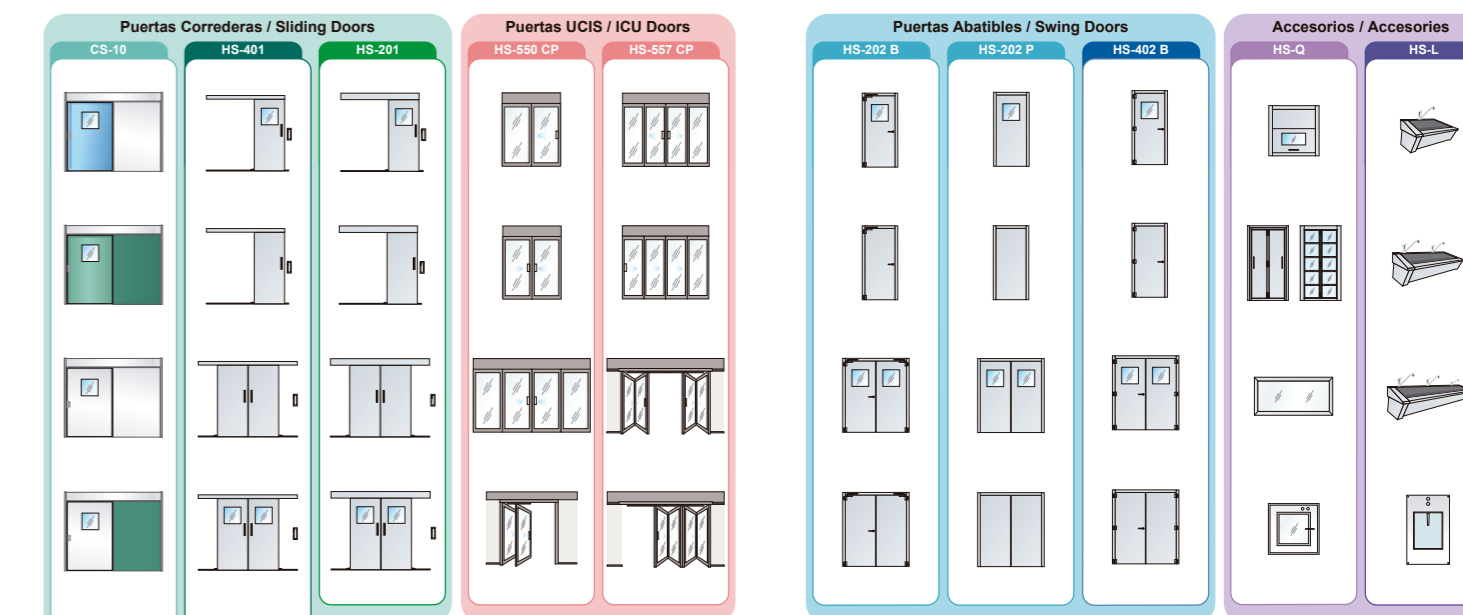 Puertas Correderas / Sliding Doors
CS-10
HS-401
HS-201
Puertas UCIS / ICU Doors
HS-550 CP
HS-557 CP
Puertas Abatibles / Swing Doors
HS-202 B
HS-202 P
HS-402 B
Accesorios / Accesories
HS-Q
HS-L